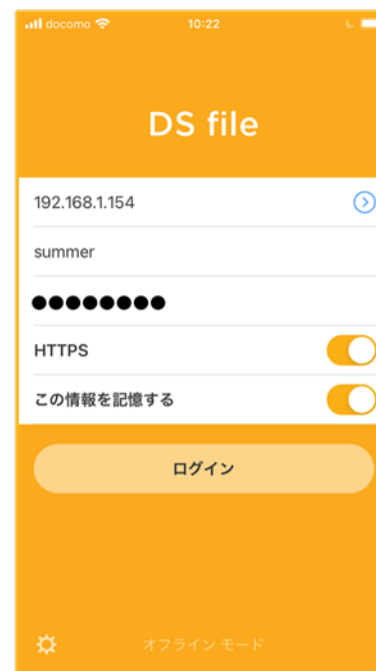 docomo 10:22
DS file
192.168.1.154
summer
●●●●●●●●
HTTPS
この情報を記憶する
ログイン
オフライン モード